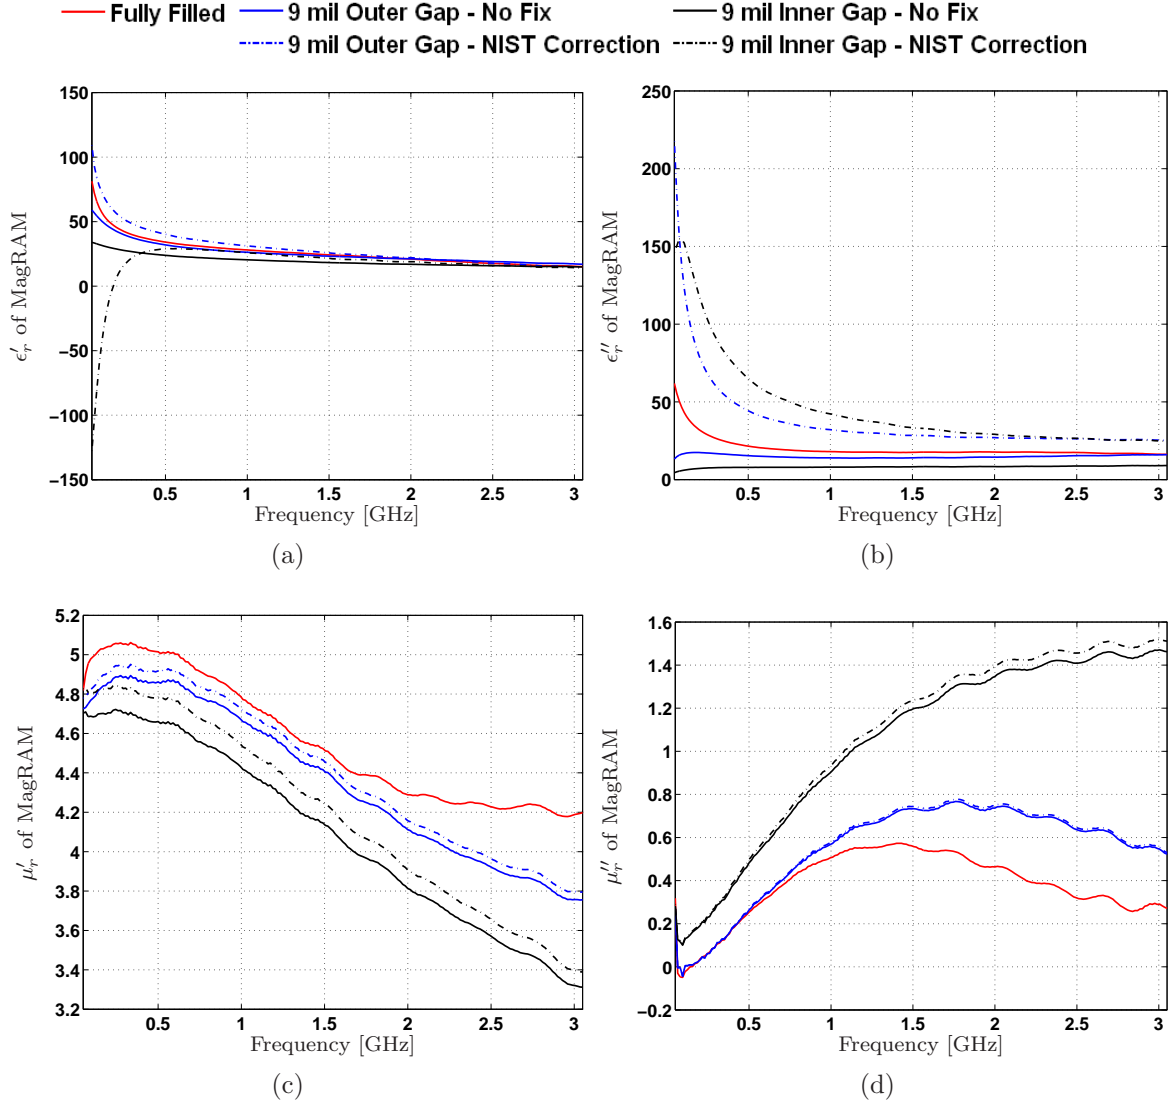 Fully Filled 9 mil Outer Gap - No Fix 9 mil Inner Gap - No Fix
9 mil Outer Gap - NIST Correction 9 mil Inner Gap - NIST Correction
150
100
50
0
−50
−100
−150
0.5 1 1.5 2 2.5 3
ϵ′r of MagRAM
Frequency [GHz]
(a)
250
200
150
100
50
0
0.5 1 1.5 2 2.5 3
ϵ′′r of MagRAM
Frequency [GHz]
(b)
5.2
5
4.8
4.6
4.4
4.2
4
3.8
3.6
3.4
3.2
0.5 1 1.5 2 2.5 3
μ′r of MagRAM
Frequency [GHz]
(c)
1.6
1.4
1.2
1
0.8
0.6
0.4
0.2
0
−0.2
0.5 1 1.5 2 2.5 3
μ′′r of MagRAM
Frequency [GHz]
(d)